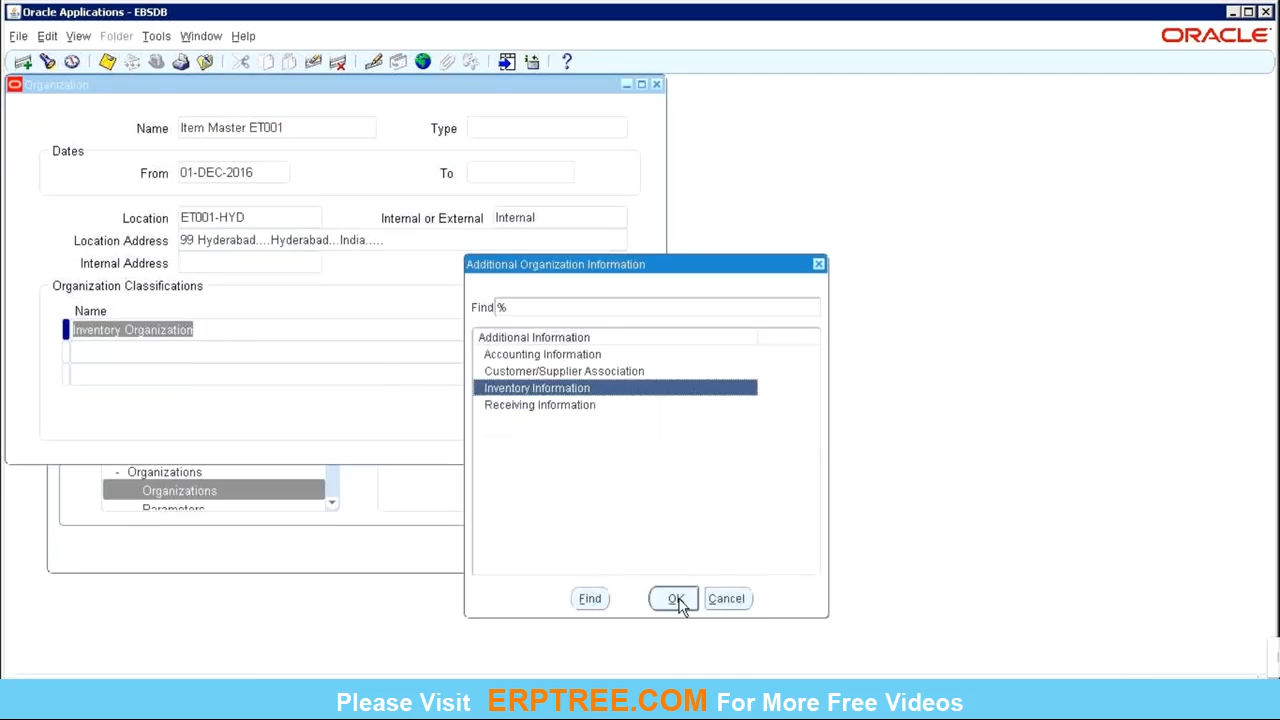 Oracle Applications - EBSDB
File Edit View Folder Tools Window Help
ORACLE
Organization
Name Item Master ET001 Type
Dates
From 01-DEC-2016 To
Location ET001-HYD Internal or External Internal
Location Address 99 Hyderabad....Hyderabad...India.....
Internal Address
Organization Classifications
Name
Inventory Organization
- Organizations
Organizations
Parameters
Additional Organization Information
Find %
Additional Information
Accounting Information
Customer/Supplier Association
Inventory Information
Receiving Information
Find OK Cancel
Please Visit ERPTREE.COM For More Free Videos